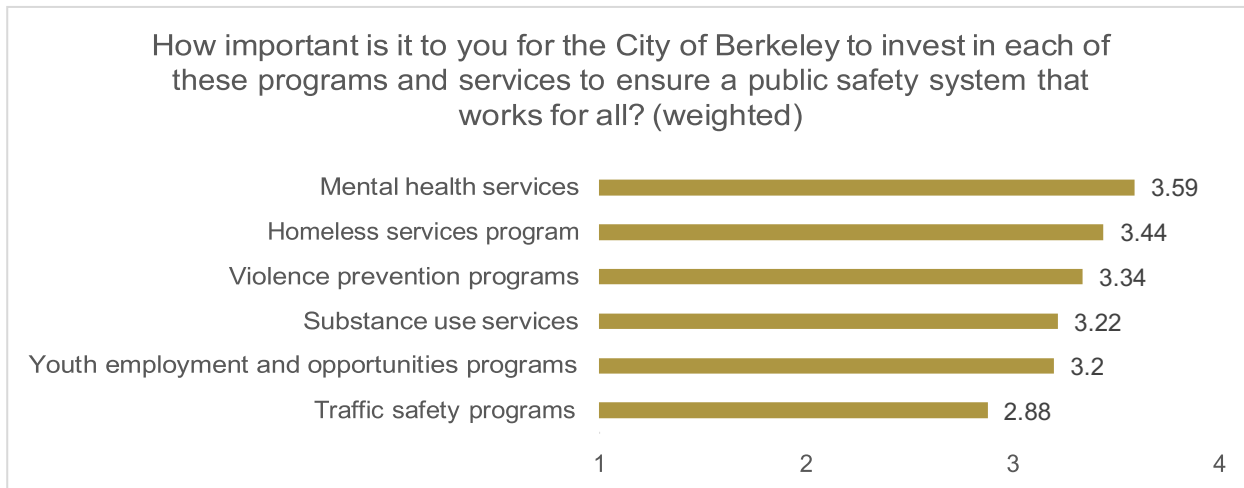 How important is it to you for the City of Berkeley to invest in each of
these programs and services to ensure a public safety system that
works for all? (weighted)
Mental health services 3.59
Homeless services program 3.44
Violence prevention programs 3.34
Substance use services 3.22
Youth employment and opportunities programs 3.2
Traffic safety programs 2.88
1 2 3 4